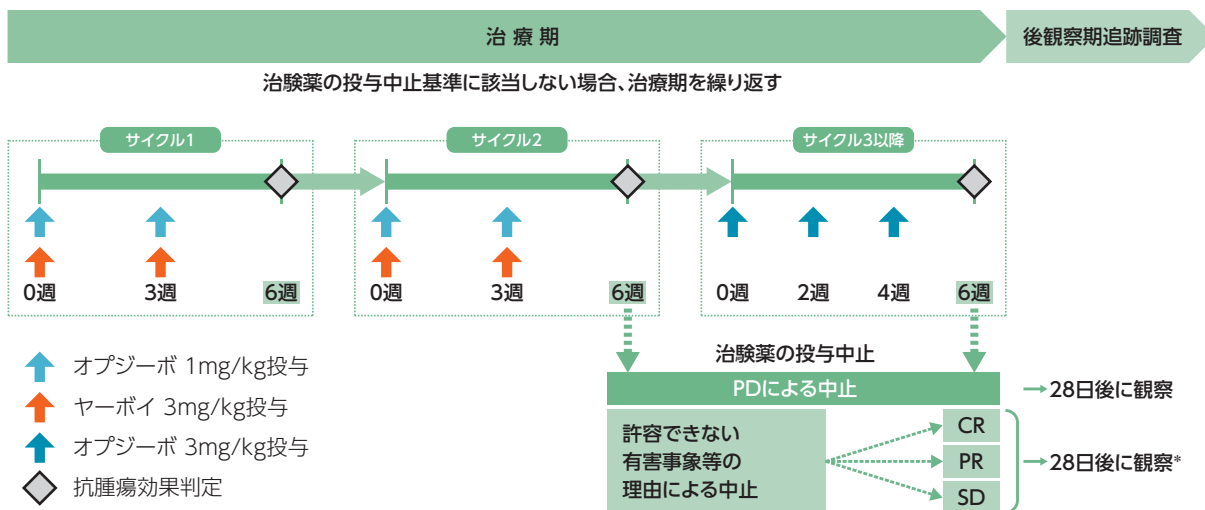 治療期
後観察期追跡調査
治験薬の投与中止基準に該当しない場合、治療期を繰り返す
サイクル1
サイクル2
サイクル3以降
0週
3週
6週
0週
3週
6週
0週
2週
4週
6週
オプジーボ 1mg/kg投与
ヤーボイ 3mg/kg投与
オプジーボ 3mg/kg投与
抗腫瘍効果判定
治験薬の投与中止
PDによる中止
28日後に観察
許容できない
有害事象等の
理由による中止
CR
PR
SD
28日後に観察*